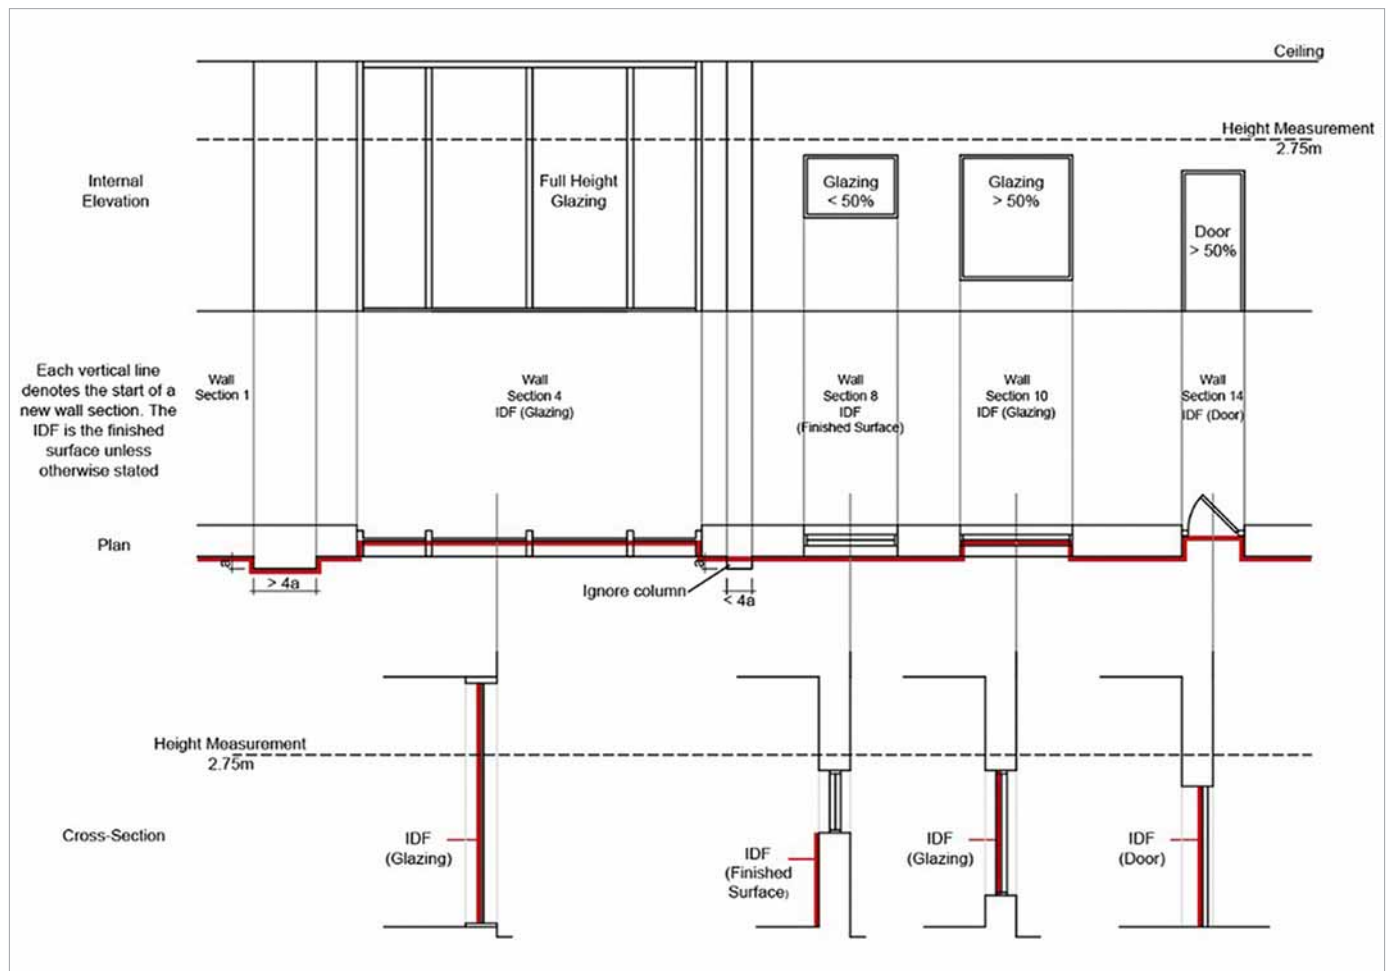 Ceiling
Height Measurement
2.75m
Internal
Elevation
Full Height
Glazing
Glazing
< 50%
Glazing
> 50%
Door
> 50%
Each vertical line
denotes the start of a
new wall section. The
IDF is the finished
surface unless
otherwise stated
Wall
Section 1
Wall
Section 4
IDF (Glazing)
Wall
Section 8
IDF
(Finished Surface)
Wall
Section 10
IDF (Glazing)
Wall
Section 14
IDF (Door)
Plan
a
> 4a
a
Ignore column
< 4a
Height Measurement
2.75m
Cross-Section
IDF
(Glazing)
IDF
(Finished
Surface)
IDF
(Glazing)
IDF
(Door)